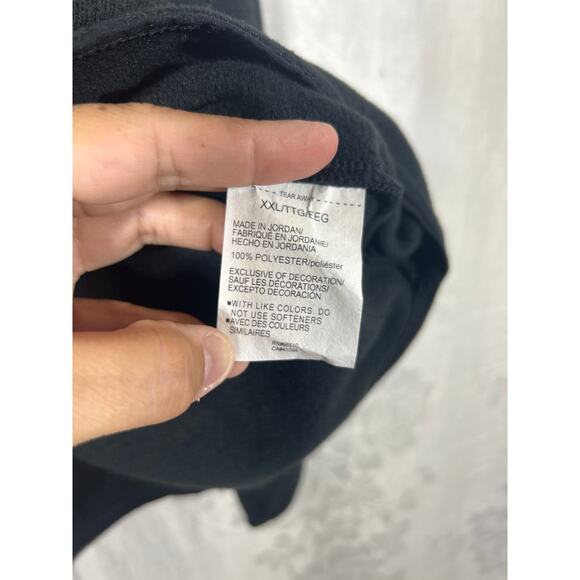 TEAR AWAY
XXL/TTG/EEG
MADE IN JORDAN/
FABRIQUÉ EN JORDANIE/
HECHO EN JORDANIA
100% POLYESTER/poliéster
EXCLUSIVE OF DECORATION/
SAUF LES DÉCORATIONS/
EXCEPTO DECORACIÓN
▪WITH LIKE COLORS. DO
NOT USE SOFTENERS
▪AVEC DES COULEURS
SIMILAIRES